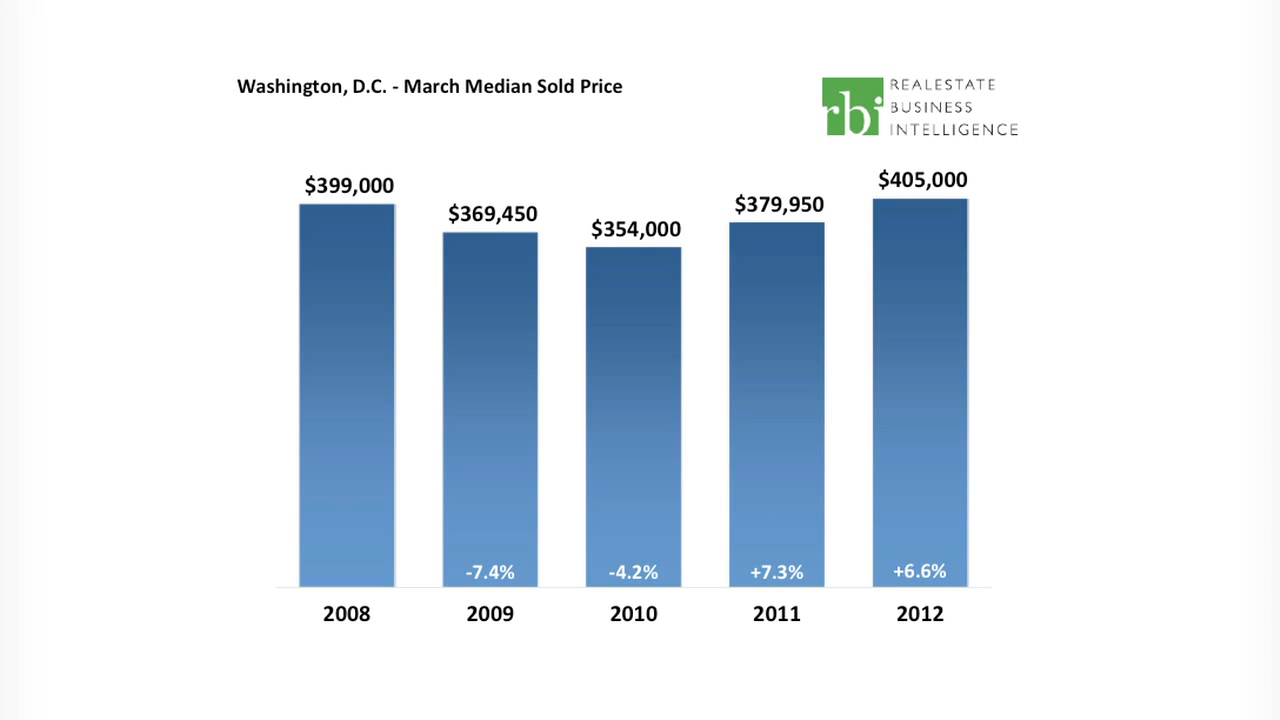 Washington, D.C. - March Median Sold Price
rbi
REALESTATE
BUSINESS
INTELLIGENCE
$399,000
$369,450
$354,000
$379,950
$405,000
-7.4%
-4.2%
+7.3%
+6.6%
2008
2009
2010
2011
2012